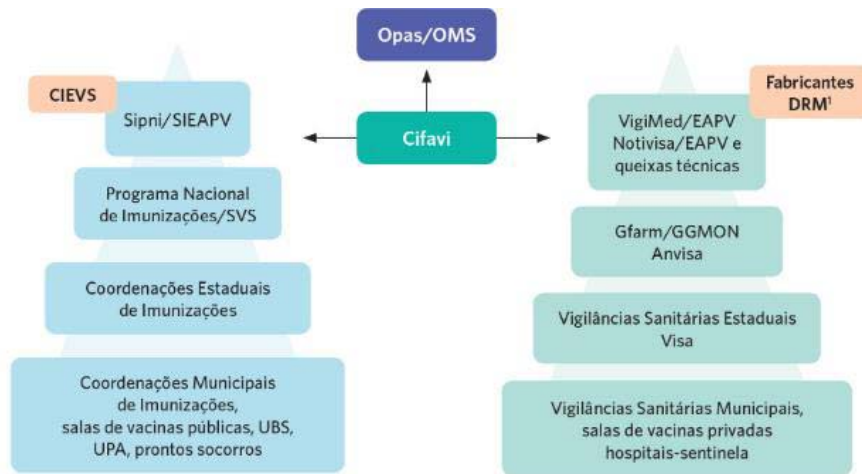 Opas/OMS
CIEVS
Sipni/SIEAPV
Cifavi
Fabricantes
DRM¹
VigiMed/EAPV
Notivisa/EAPV e
queixas técnicas
Programa Nacional
de Imunizações/SVS
Gfarm/GGMON
Anvisa
Coordenações Estaduais
de Imunizações
Vigilâncias Sanitárias Estaduais
Visa
Coordenações Municipais
de Imunizações,
salas de vacinas públicas, UBS,
UPA, prontos socorros
Vigilâncias Sanitárias Municipais,
salas de vacinas privadas
hospitais-sentinela